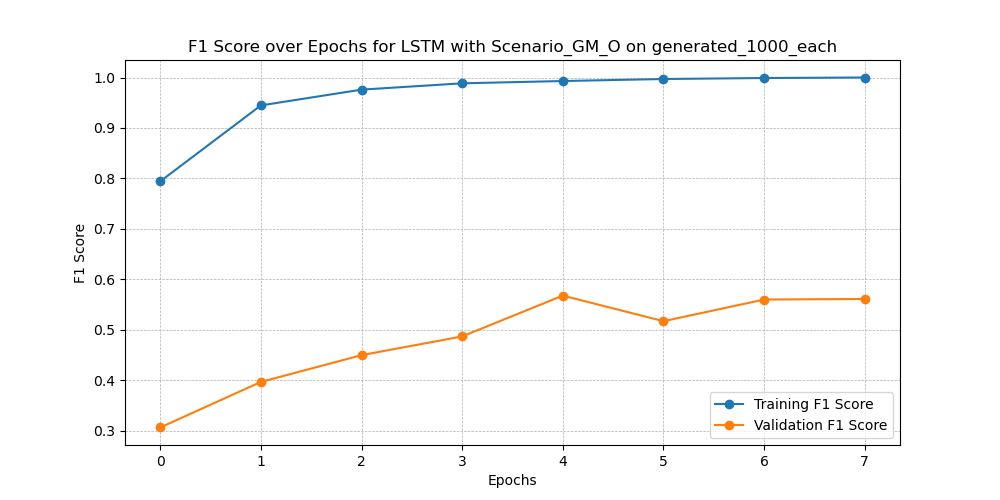 F1 Score over Epochs for LSTM with Scenario_GM_O on generated_1000_each
F1 Score
1.0
0.9
0.8
0.7
0.6
0.5
0.4
0.3
Training F1 Score
Validation F1 Score
0 1 2 3 4 5 6 7
Epochs